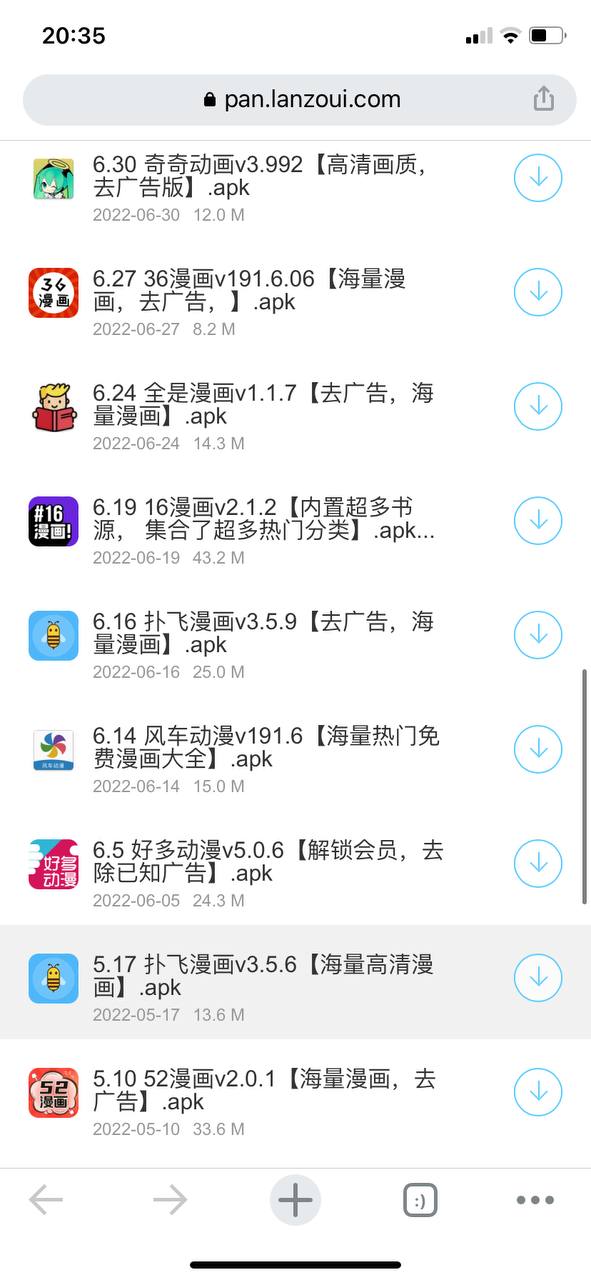 20:35
pan.lanzoui.com
6.30 奇奇动画v3.992【高清画质，
去广告版】.apk
2022-06-30 12.0 M
36
漫画
6.27 36漫画v191.6.06【海量漫
画，去广告，】.apk
2022-06-27 8.2 M
6.24 全是漫画v1.1.7【去广告，海
量漫画】.apk
2022-06-24 14.3 M
#16
漫画!
6.19 16漫画v2.1.2【内置超多书
源， 集合了超多热门分类】.apk...
2022-06-19 43.2 M
6.16 扑飞漫画v3.5.9【去广告，海
量漫画】.apk
2022-06-16 25.0 M
风车动漫
6.14 风车动漫v191.6【海量热门免
费漫画大全】.apk
2022-06-14 15.0 M
好多
动漫
6.5 好多动漫v5.0.6【解锁会员，去
除已知广告】.apk
2022-06-05 24.3 M
5.17 扑飞漫画v3.5.6【海量高清漫
画】.apk
2022-05-17 13.6 M
52
漫画
5.10 52漫画v2.0.1【海量漫画，去
广告】.apk
2022-05-10 33.6 M
:)